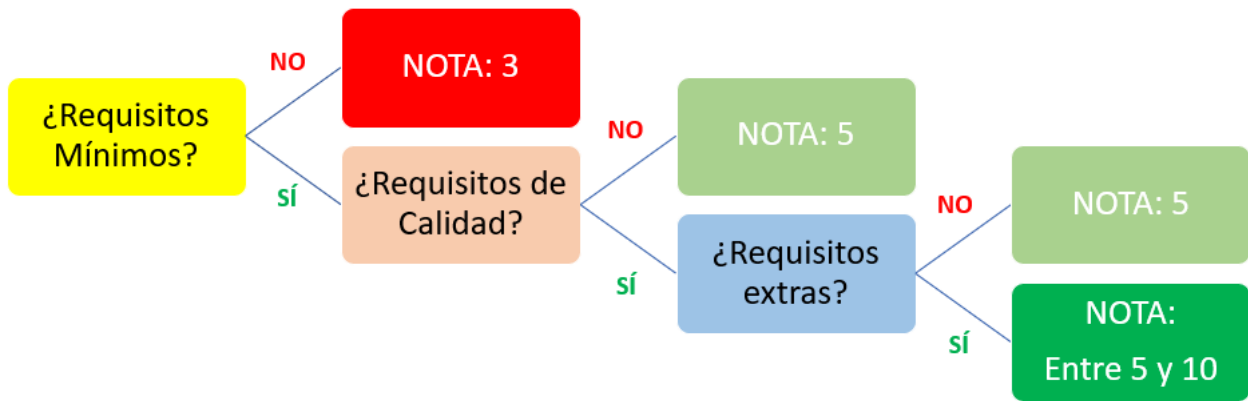 NO
NOTA: 3
¿Requisitos
Mínimos?
SÍ
¿Requisitos de
Calidad?
NO
NOTA: 5
SÍ
¿Requisitos
extras?
NO
NOTA: 5
SÍ
NOTA:
Entre 5 y 10